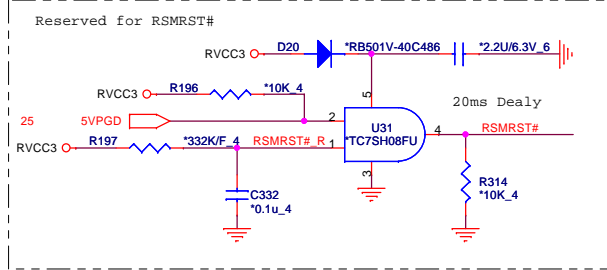 Reserved for RSMRST#
RVCC3 D20 *RB501V-40C486 *2.2U/6.3V_6
RVCC3 R196 *10K_4
5
20ms Dealy
25 5VPGD 2 U31 4 RSMRST#
RVCC3 R197 *332K/F_4 RSMRST#_R 1 *TC7SH08FU
3
C332 R314
*0.1u_4 *10K_4